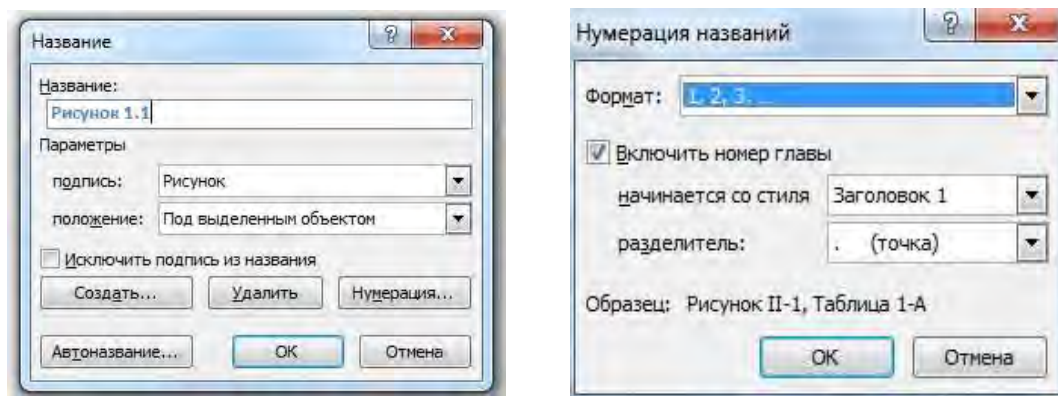 Название
Название:
Рисунок 1.1
Параметры
подпись: Рисунок
положение: Под выделенным объектом
Исключить подпись из названия
Создать... Удалить Нумерация...
Автоназвание... ОК Отмена
Нумерация названий
Формат: 1, 2, 3, ...
Включить номер главы
начинается со стиля Заголовок 1
разделитель: . (точка)
Образец: Рисунок II-1, Таблица 1-А
ОК Отмена